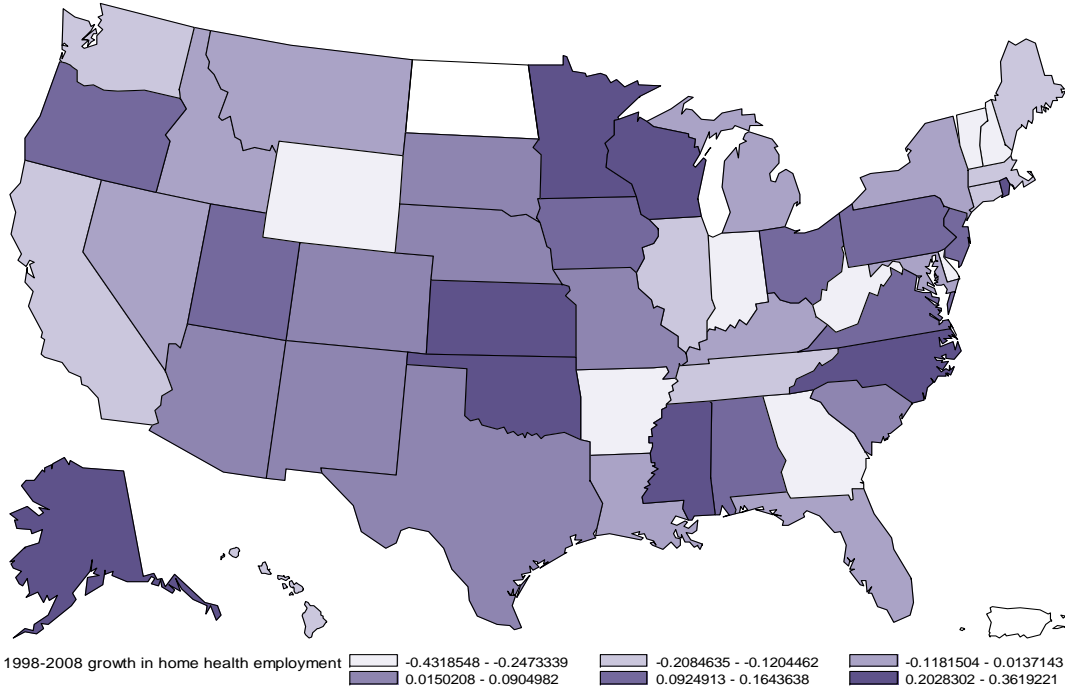 1998-2008 growth in home health employment -0.4318548 - -0.2473339 -0.2084635 - -0.1204462 -0.1181504 - 0.0137143
0.0150208 - 0.0904982 0.0924913 - 0.1643638 0.2028302 - 0.3619221